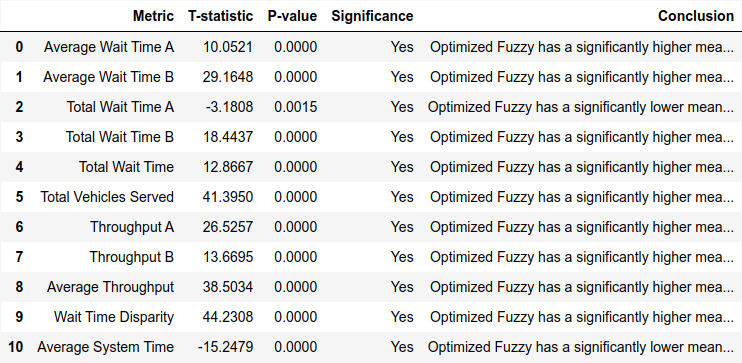 Metric T-statistic P-value Significance Conclusion
0 Average Wait Time A 10.0521 0.0000 Yes Optimized Fuzzy has a significantly higher mea...
1 Average Wait Time B 29.1648 0.0000 Yes Optimized Fuzzy has a significantly higher mea...
2 Total Wait Time A -3.1808 0.0015 Yes Optimized Fuzzy has a significantly lower mean...
3 Total Wait Time B 18.4437 0.0000 Yes Optimized Fuzzy has a significantly higher mea...
4 Total Wait Time 12.8667 0.0000 Yes Optimized Fuzzy has a significantly higher mea...
5 Total Vehicles Served 41.3950 0.0000 Yes Optimized Fuzzy has a significantly higher mea...
6 Throughput A 26.5257 0.0000 Yes Optimized Fuzzy has a significantly higher mea...
7 Throughput B 13.6695 0.0000 Yes Optimized Fuzzy has a significantly higher mea...
8 Average Throughput 38.5034 0.0000 Yes Optimized Fuzzy has a significantly higher mea...
9 Wait Time Disparity 44.2308 0.0000 Yes Optimized Fuzzy has a significantly higher mea...
10 Average System Time -15.2479 0.0000 Yes Optimized Fuzzy has a significantly lower mean...